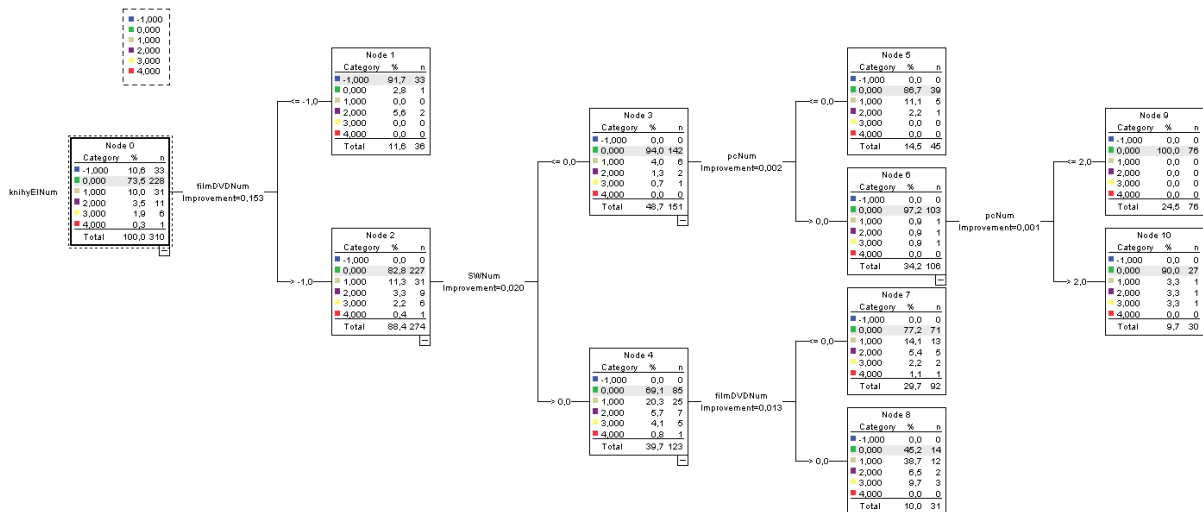 -1,000
0,000
1,000
2,000
3,000
4,000
knihyElNum
Node 0
Category % n
-1,000 10,6 33
0,000 73,5 228
1,000 10,0 31
2,000 3,5 11
3,000 1,9 6
4,000 0,3 1
Total 100,0 310
filmDVDNum
Improvement=0,153
<= -1,0
Node 1
Category % n
-1,000 91,7 33
0,000 2,8 1
1,000 0,0 0
2,000 5,6 2
3,000 0,0 0
4,000 0,0 0
Total 11,6 36
> -1,0
Node 2
Category % n
-1,000 0,0 0
0,000 82,8 227
1,000 11,3 31
2,000 3,3 9
3,000 2,2 6
4,000 0,4 1
Total 88,4 274
SWNum
Improvement=0,020
<= 0,0
Node 3
Category % n
-1,000 0,0 0
0,000 94,0 142
1,000 4,0 6
2,000 1,3 2
3,000 0,7 1
4,000 0,0 0
Total 48,7 151
> 0,0
Node 4
Category % n
-1,000 0,0 0
0,000 69,1 85
1,000 20,3 25
2,000 5,7 7
3,000 4,1 5
4,000 0,8 1
Total 39,7 123
pcNum
Improvement=0,002
<= 0,0
Node 5
Category % n
-1,000 0,0 0
0,000 86,7 39
1,000 11,1 5
2,000 2,2 1
3,000 0,0 0
4,000 0,0 0
Total 14,5 45
> 0,0
Node 6
Category % n
-1,000 0,0 0
0,000 97,2 103
1,000 0,9 1
2,000 0,9 1
3,000 0,9 1
4,000 0,0 0
Total 34,2 106
filmDVDNum
Improvement=0,013
<= 0,0
Node 7
Category % n
-1,000 0,0 0
0,000 77,2 71
1,000 14,1 13
2,000 5,4 5
3,000 2,2 2
4,000 1,1 1
Total 29,7 92
> 0,0
Node 8
Category % n
-1,000 0,0 0
0,000 45,2 14
1,000 38,7 12
2,000 6,5 2
3,000 9,7 3
4,000 0,0 0
Total 10,0 31
pcNum
Improvement=0,001
<= 2,0
Node 9
Category % n
-1,000 0,0 0
0,000 100,0 76
1,000 0,0 0
2,000 0,0 0
3,000 0,0 0
4,000 0,0 0
Total 24,5 76
> 2,0
Node 10
Category % n
-1,000 0,0 0
0,000 90,0 27
1,000 3,3 1
2,000 3,3 1
3,000 3,3 1
4,000 0,0 0
Total 9,7 30